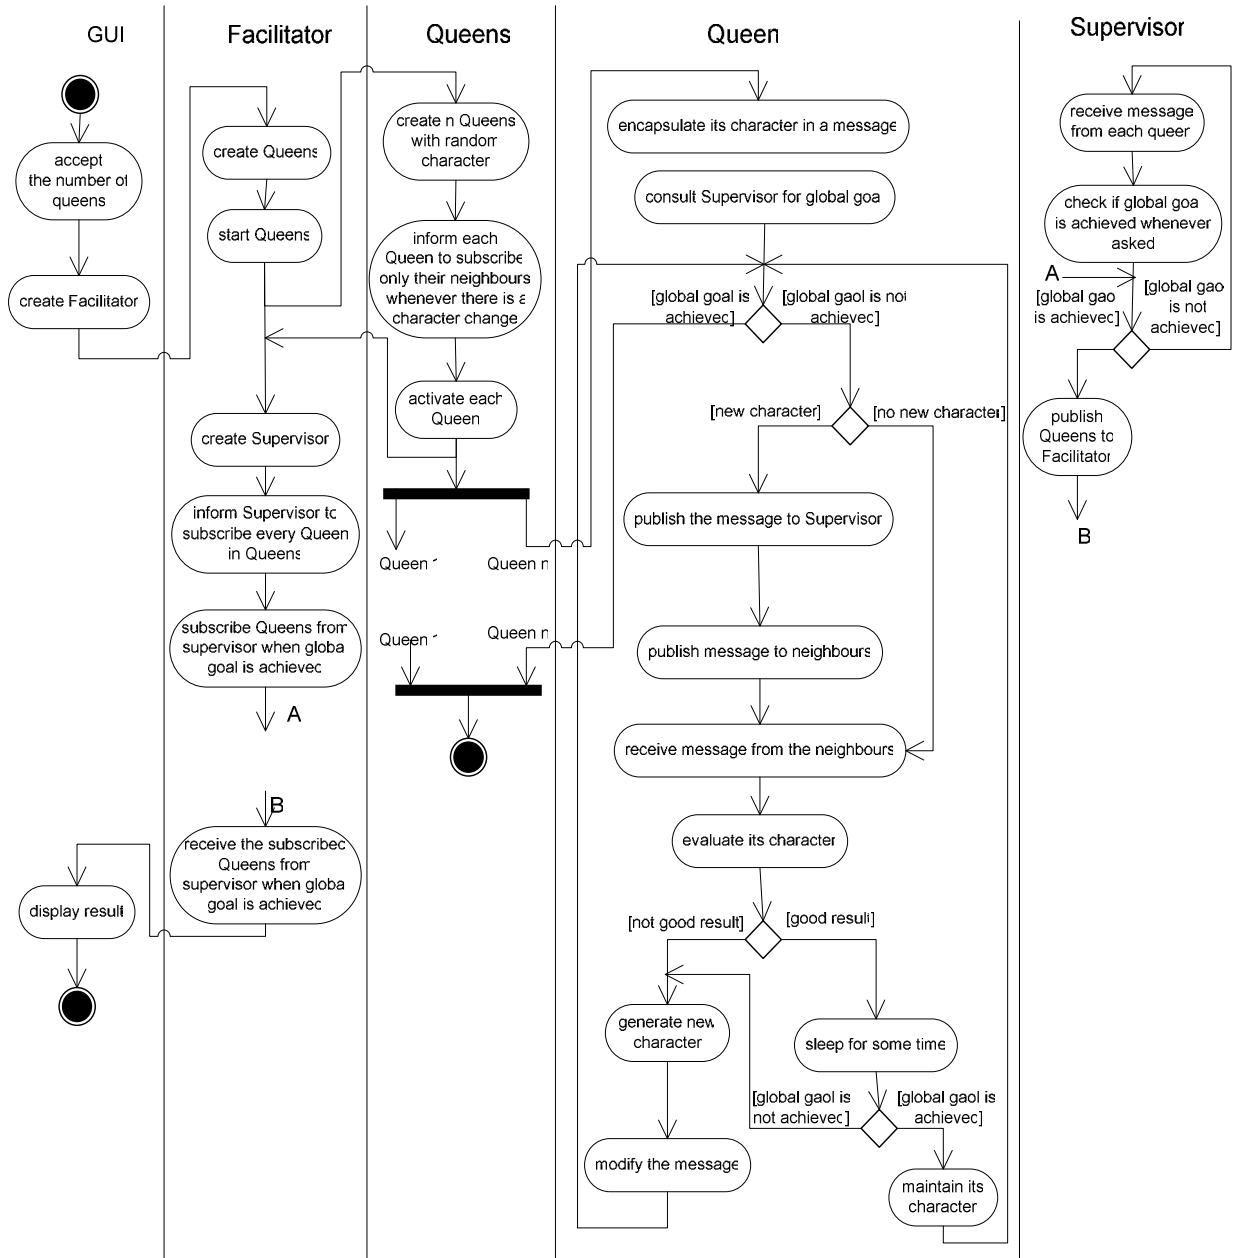 GUI
Facilitator
Queens
Queen
Supervisor
accept
the number of
queens
create Facilitator
display result
create Queens
start Queens
create Supervisor
inform Supervisor to
subscribe every Queen
in Queens
subscribe Queens from
supervisor when globa
goal is achieved
A
B
receive the subscribed
Queens from
supervisor when globa
goal is achieved
create n Queens
with random
character
inform each
Queen to subscribe
only their neighbours
whenever there is a
character change
activate each
Queen
Queen 1
Queen n
Queen 1
Queen n
encapsulate its character in a message
consult Supervisor for global goa
[global goal is
achieved]
[global gaol is not
achieved]
[new character]
[no new character]
publish the message to Supervisor
publish message to neighbours
receive message from the neighbours
evaluate its character
[not good result]
[good result]
generate new
character
sleep for some time
[global gaol is
not achieved]
[global gaol is
achieved]
modify the message
maintain its
character
receive message
from each queen
check if global goa
is achieved whenever
asked
A
[global gao
is achieved]
[global gao
is not
achieved]
publish
Queens to
Facilitator
B